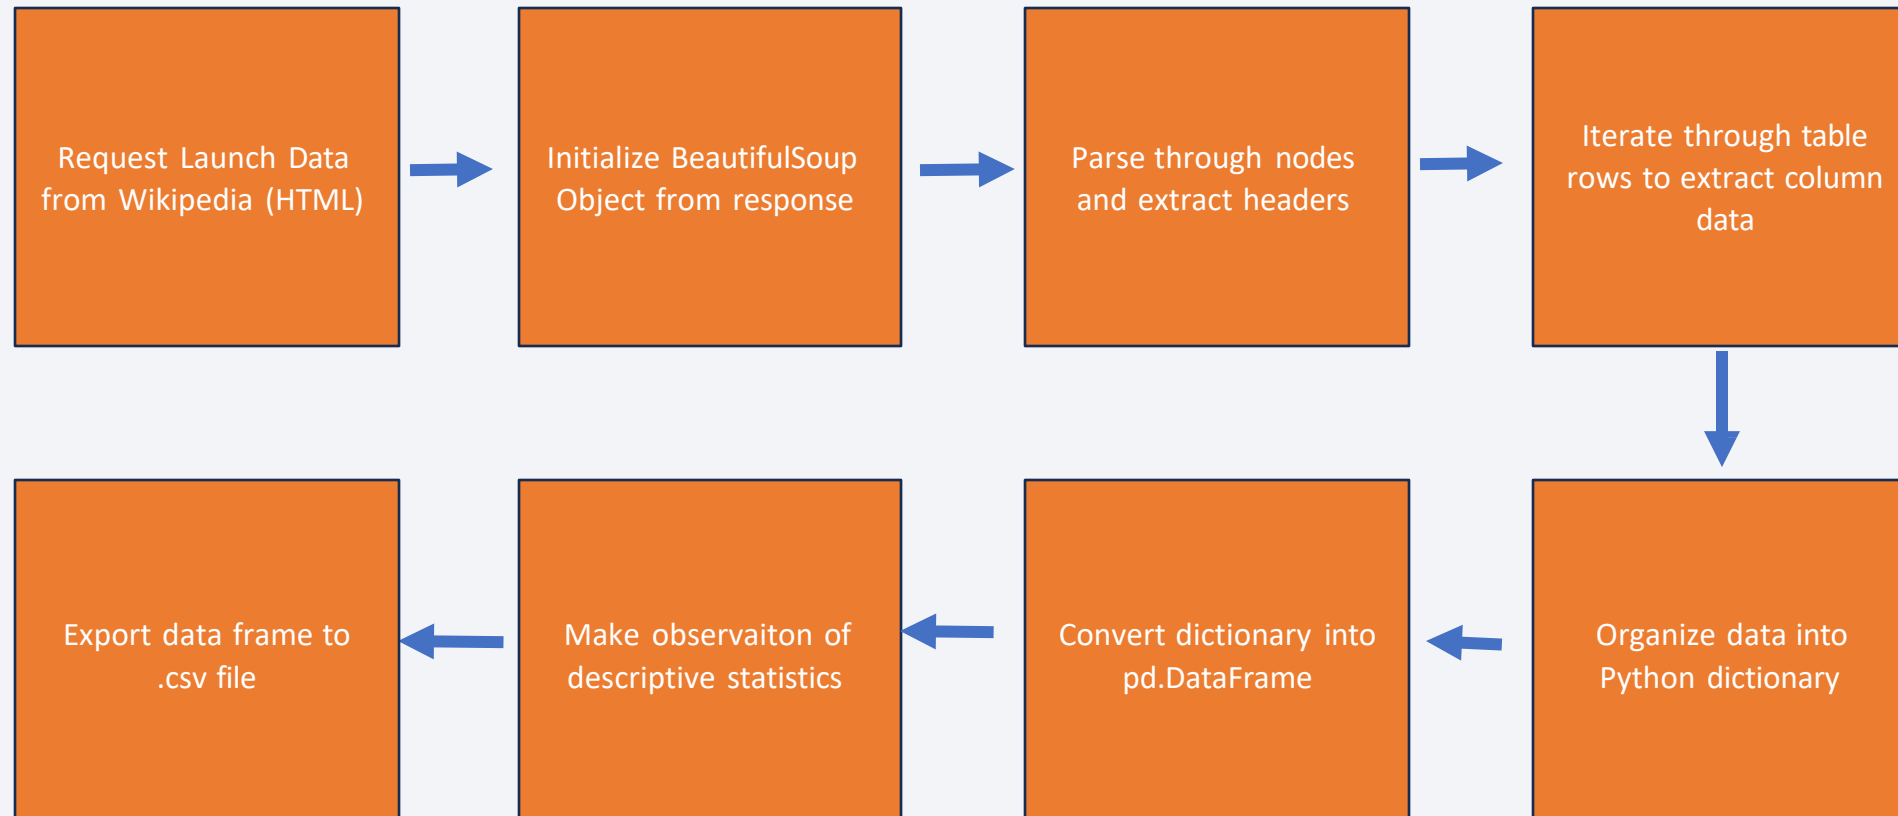 Request Launch Data
from Wikipedia (HTML)
Initialize BeautifulSoup
Object from response
Parse through nodes
and extract headers
Iterate through table
rows to extract column
data
Organize data into
Python dictionary
Convert dictionary into
pd.DataFrame
Make observaiton of
descriptive statistics
Export data frame to
.csv file